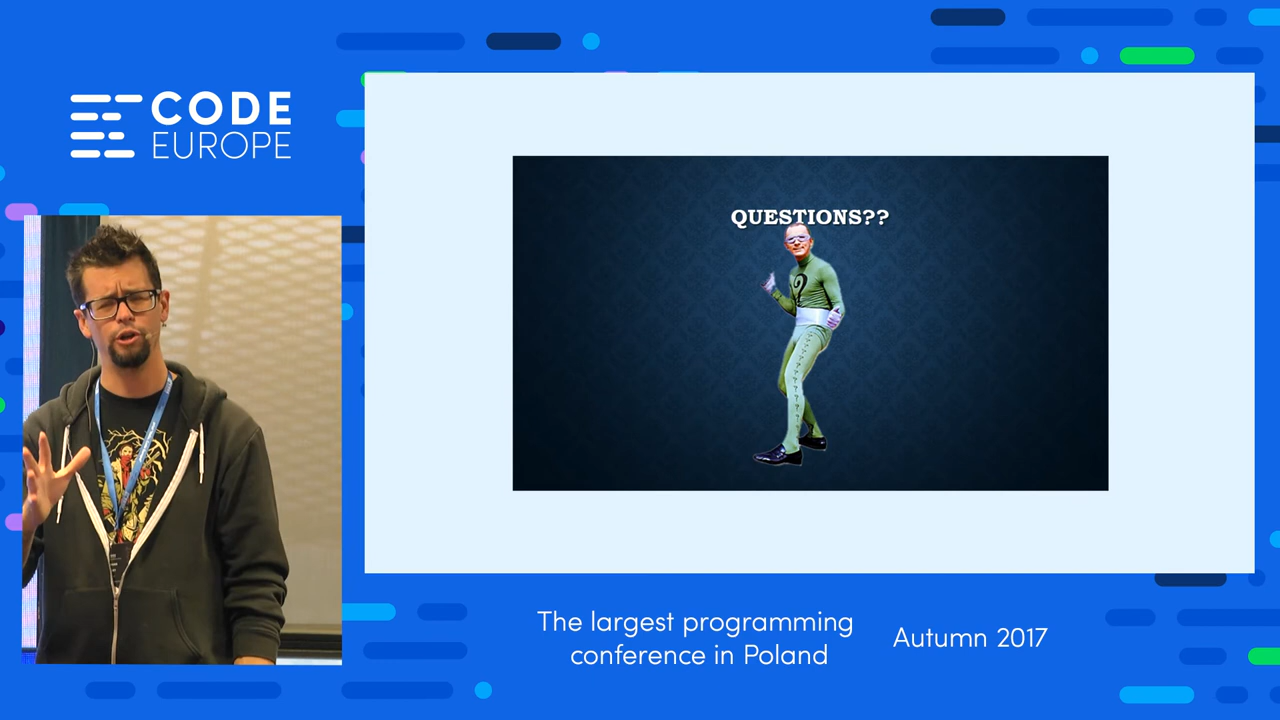 CODE
EUROPE
QUESTIONS??
?
The largest programming
conference in Poland
Autumn 2017